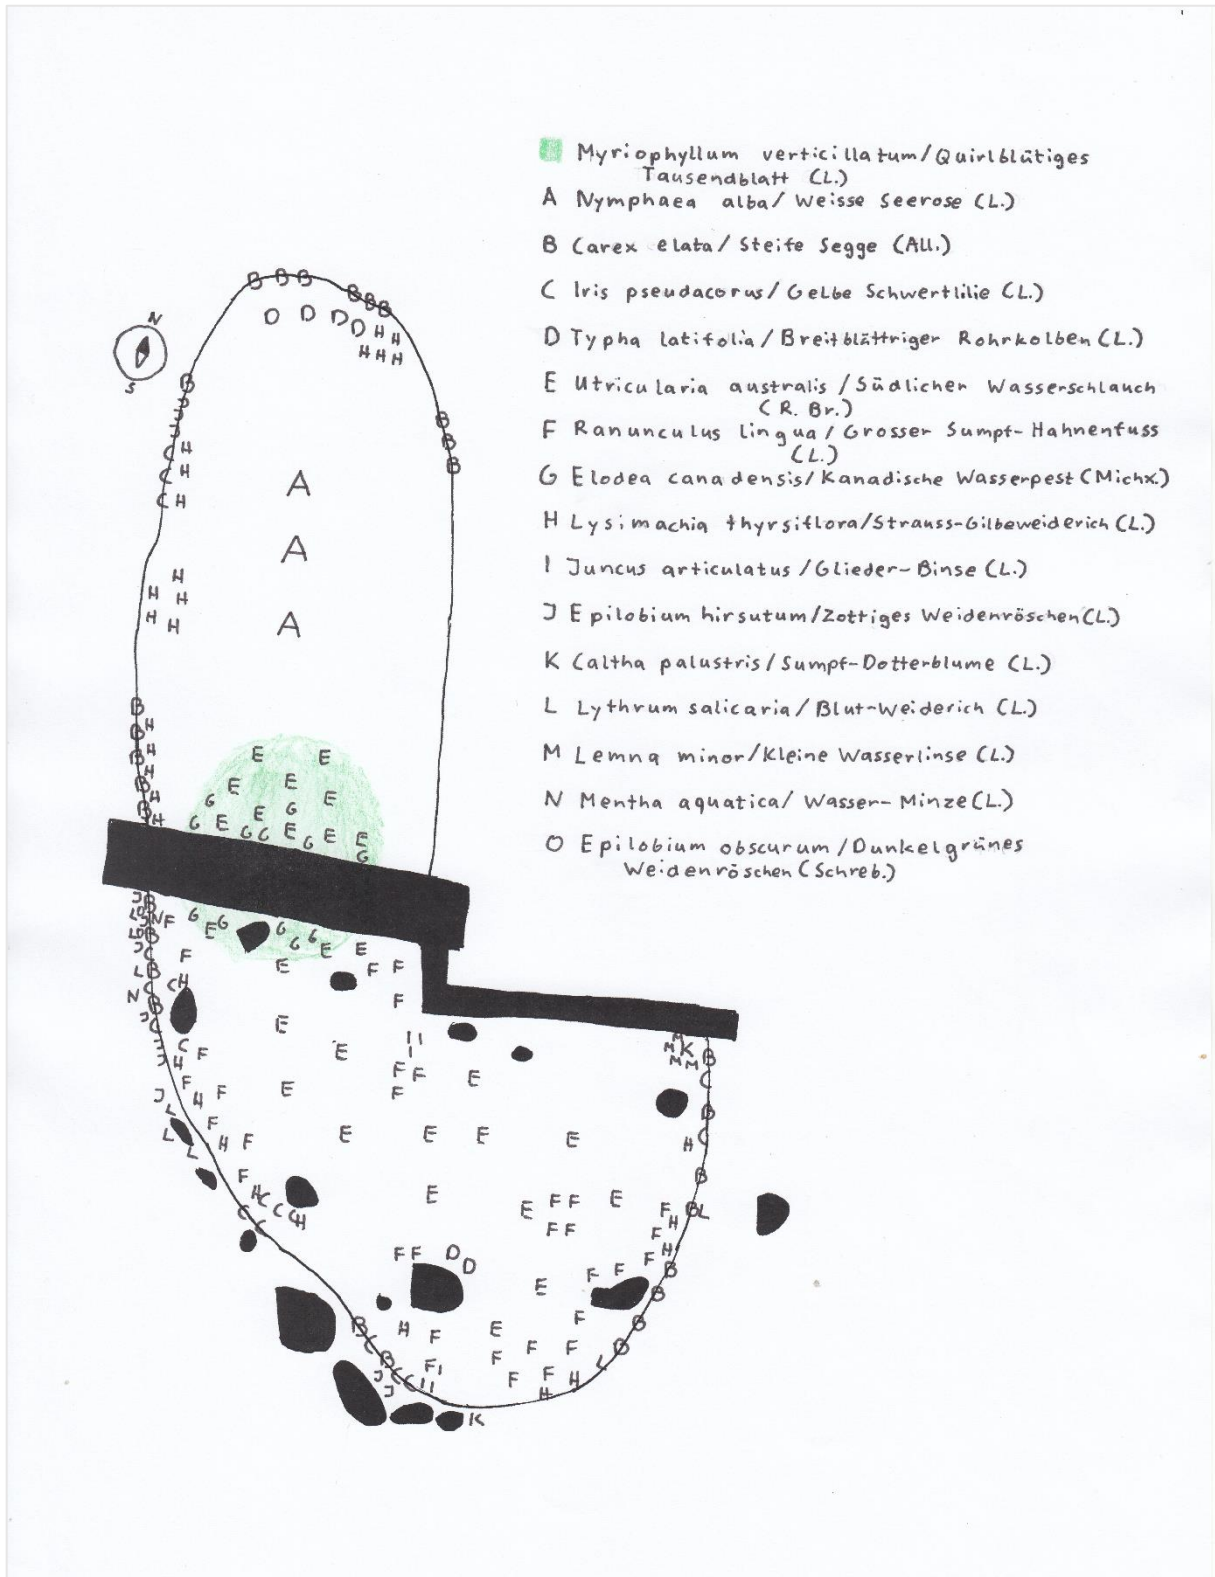 Myriophyllum verticillatum/Quirlblütiges
Tausendblatt (L.)
A Nymphaea alba/ Weisse Seerose (L.)
B Carex elata/ Steife Segge (All.)
C Iris pseudacorus/ Gelbe Schwertlilie (L.)
D Typha latifolia/Breitblättriger Rohrkolben (L.)
E Utricularia australis/Südlicher Wasserschlauch
(R. Br.)
F Ranunculus lingua/Grosser Sumpf-Hahnenfuss
(L.)
G Elodea canadensis/Kanadische Wasserpest (Michx.)
H Lysimachia thyrsiflora/Strauss-Gilbeweiderich (L.)
I Juncus articulatus/Glieder-Binse (L.)
J Epilobium hirsutum/Zottiges Weidenröschen (L.)
K Caltha palustris/Sumpf-Dotterblume (L.)
L Lythrum salicaria/Blut-Weiderich (L.)
M Lemna minor/Kleine Wasserlinse (L.)
N Mentha aquatica/ Wasser-Minze (L.)
O Epilobium obscurum/Dunkelgrünes
Weidenröschen (Schreb.)
N
S
B B B B B B
D D D D H H
H H H
B
J
J
J
C H
C H
C H
B
B
B
A
A
A
H
H H
H H
B H
B H
B H
B H
B H
E E
E E E
G E G
G E G G E G E E
G
G G E G G G E E
E F F
F
E E I I
I
F F E
E F
E E E E
E E F F E
F F
F F D D
E F F F
H F E F
F F F
F I F F H
I I H
M
M K M
M M
B
C
B
H C
B
F B L
F H
H
B
B
B
B
L
B
C
B
J C C
J
K